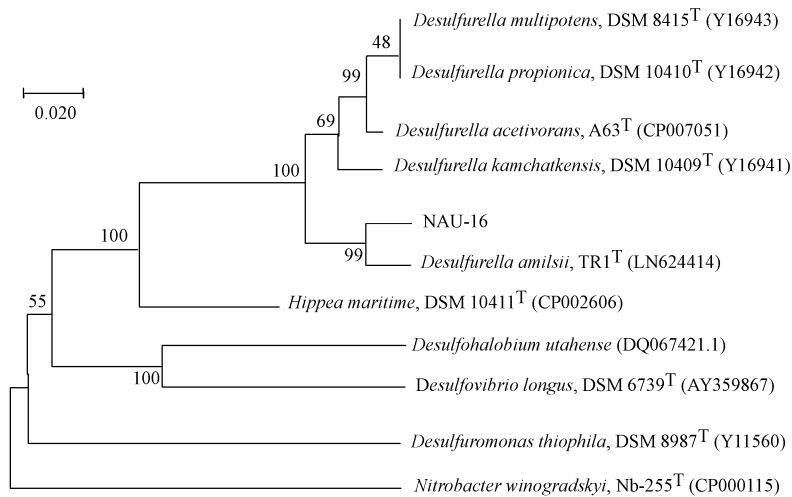 Desulfurella multipotens, DSM 8415T (Y16943)
48
Desulfurella propionica, DSM 10410T (Y16942)
99
0.020
69
Desulfurella acetivorans, A63T (CP007051)
Desulfurella kamchatkensis, DSM 10409T (Y16941)
100
NAU-16
100
99
Desulfurella amilsii, TR1T (LN624414)
55
Hippea maritime, DSM 10411T (CP002606)
Desulfohalobium utahense (DQ067421.1)
100
Desulfovibrio longus, DSM 6739T (AY359867)
Desulfuromonas thiophila, DSM 8987T (Y11560)
Nitrobacter winogradskyi, Nb-255T (CP000115)